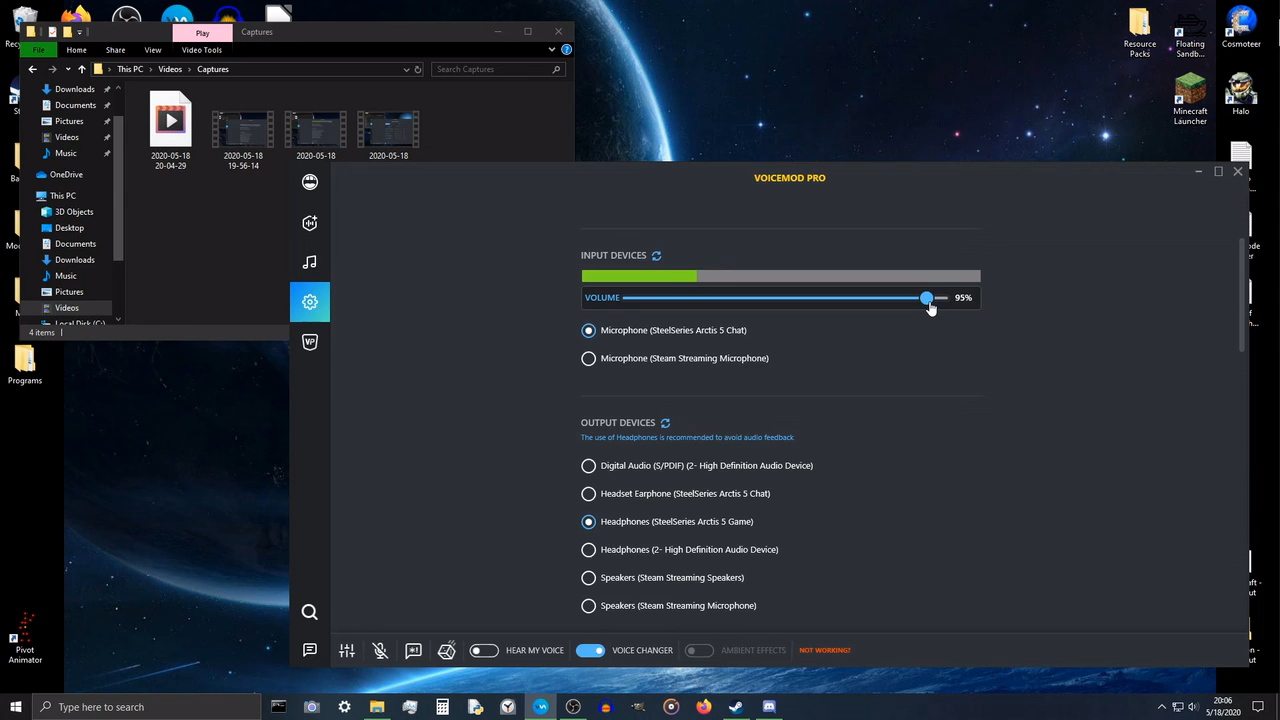 Play
Captures
File
Home
Share
View
Video Tools
This PC
Videos
Captures
Search Captures
Downloads
Documents
Pictures
Videos
Music
OneDrive
This PC
3D Objects
Desktop
Documents
Downloads
Music
Pictures
Videos
Local Disk (C:)
4 items
2020-05-18
20-04-29
2020-05-18
19-56-14
2020-05-18
2020-05-18
Resource
Packs
Floating
Sandb...
Cosmoteer
Minecraft
Launcher
Halo
Programs
Pivot
Animator
VOICEMOD PRO
INPUT DEVICES
VOLUME
95%
Microphone (SteelSeries Arctis 5 Chat)
Microphone (Steam Streaming Microphone)
OUTPUT DEVICES
The use of Headphones is recommended to avoid audio feedback
Digital Audio (S/PDIF) (2- High Definition Audio Device)
Headset Earphone (SteelSeries Arctis 5 Chat)
Headphones (SteelSeries Arctis 5 Game)
Headphones (2- High Definition Audio Device)
Speakers (Steam Streaming Speakers)
Speakers (Steam Streaming Microphone)
VP
HEAR MY VOICE
VOICE CHANGER
AMBIENT EFFECTS
NOT WORKING?
Type here to search
20:06
5/18/2020